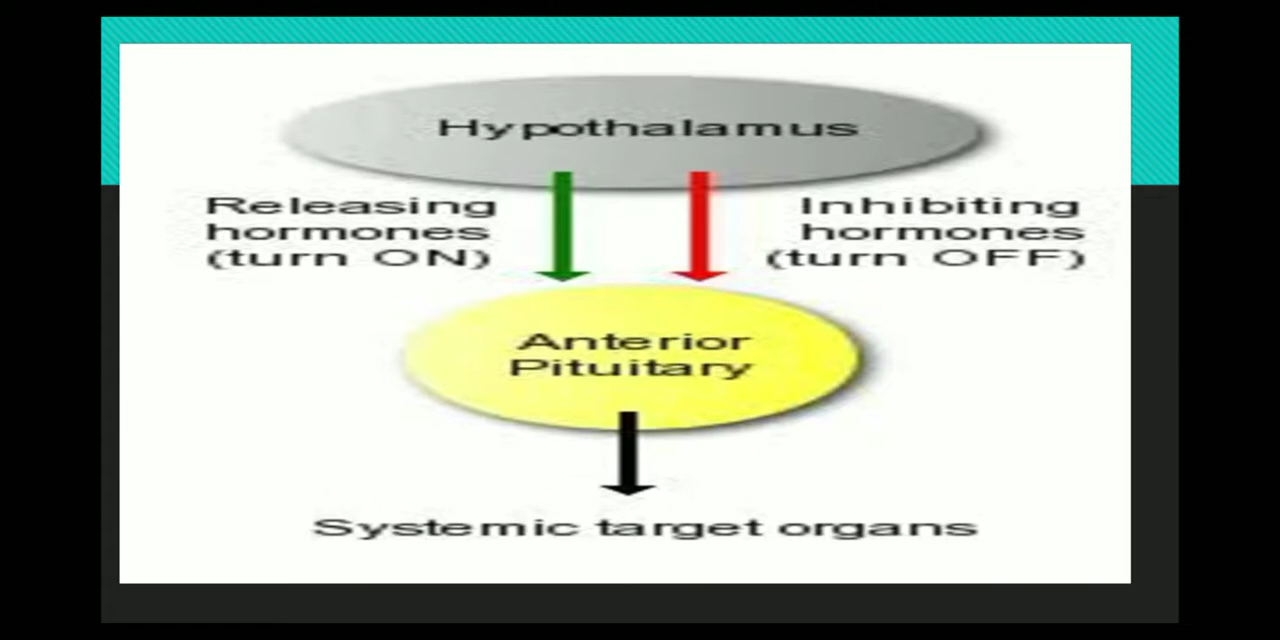 Hypothalamus
Releasing
hormones
(turn ON)
Inhibiting
hormones
(turn OFF)
Anterior
Pituitary
Systemic target organs